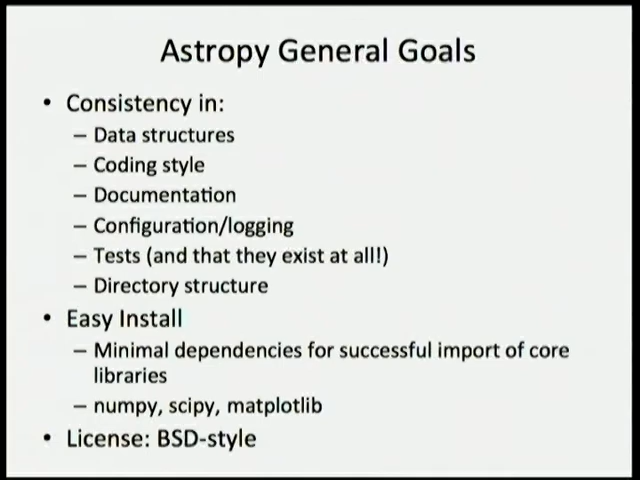 Astropy General Goals
• Consistency in:
– Data structures
– Coding style
– Documentation
– Configuration/logging
– Tests (and that they exist at all!)
– Directory structure
• Easy Install
– Minimal dependencies for successful import of core
libraries
– numpy, scipy, matplotlib
• License: BSD-style